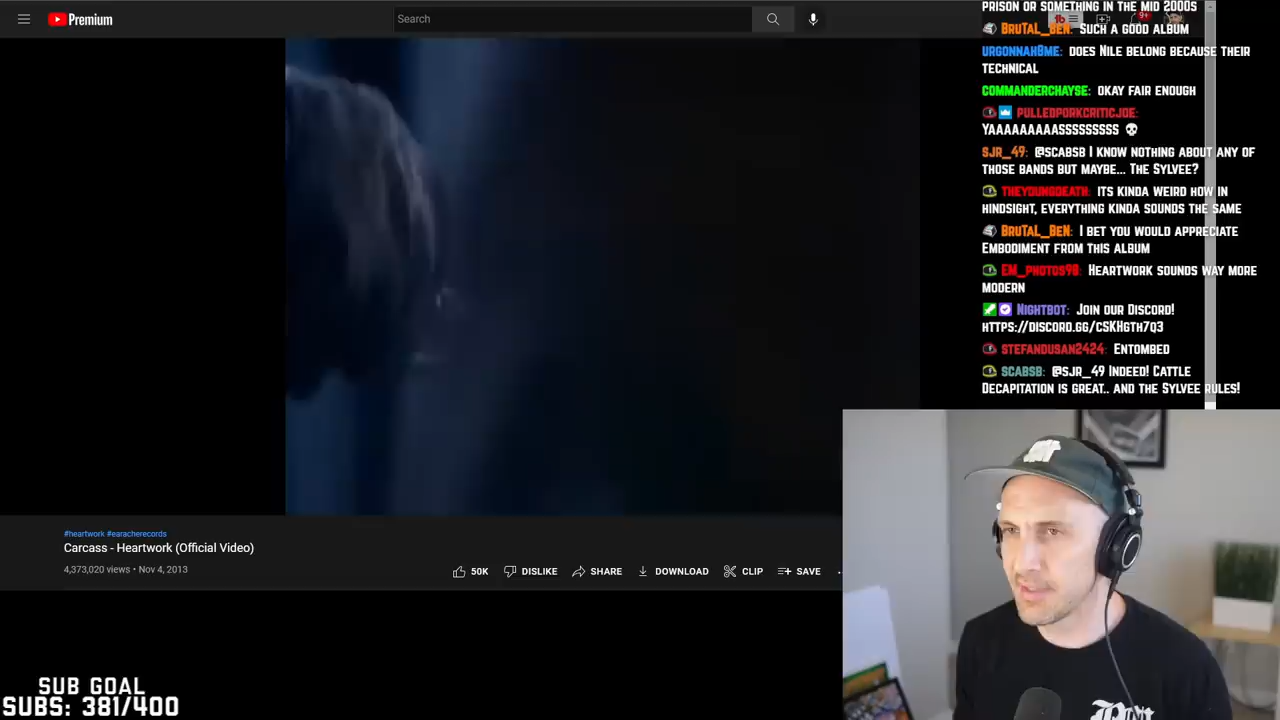 Premium
Search
9+
PRISON OR SOMETHING IN THE MID 2000S
BRUTAL_BEN: SUCH A GOOD ALBUM
URGONNAH8ME: DOES NILE BELONG BECAUSE THEIR
TECHNICAL
COMMANDERCHAYSE: OKAY FAIR ENOUGH
PULLEDPORKCRITICJOE:
YAAAAAAAASSSSSSSSS
SJR_49: @SCABSB I KNOW NOTHING ABOUT ANY OF
THOSE BANDS BUT MAYBE... THE SYLVEE?
THEYOUNGDEATH: ITS KINDA WEIRD HOW IN
HINDSIGHT, EVERYTHING KINDA SOUNDS THE SAME
BRUTAL_BEN: I BET YOU WOULD APPRECIATE
EMBODIMENT FROM THIS ALBUM
EM_PHOTOS98: HEARTWORK SOUNDS WAY MORE
MODERN
NIGHTBOT: JOIN OUR DISCORD!
HTTPS://DISCORD.GG/CSKHGTH7Q3
STEFANDUSAN2424: ENTOMBED
SCABSB: @SJR_49 INDEED! CATTLE
DECAPITATION IS GREAT.. AND THE SYLVEE RULES!
#heartwork #earacherecords
Carcass - Heartwork (Official Video)
4,373,020 views • Nov 4, 2013
50K
DISLIKE
SHARE
DOWNLOAD
CLIP
SAVE
SUB GOAL
SUBS: 381/400